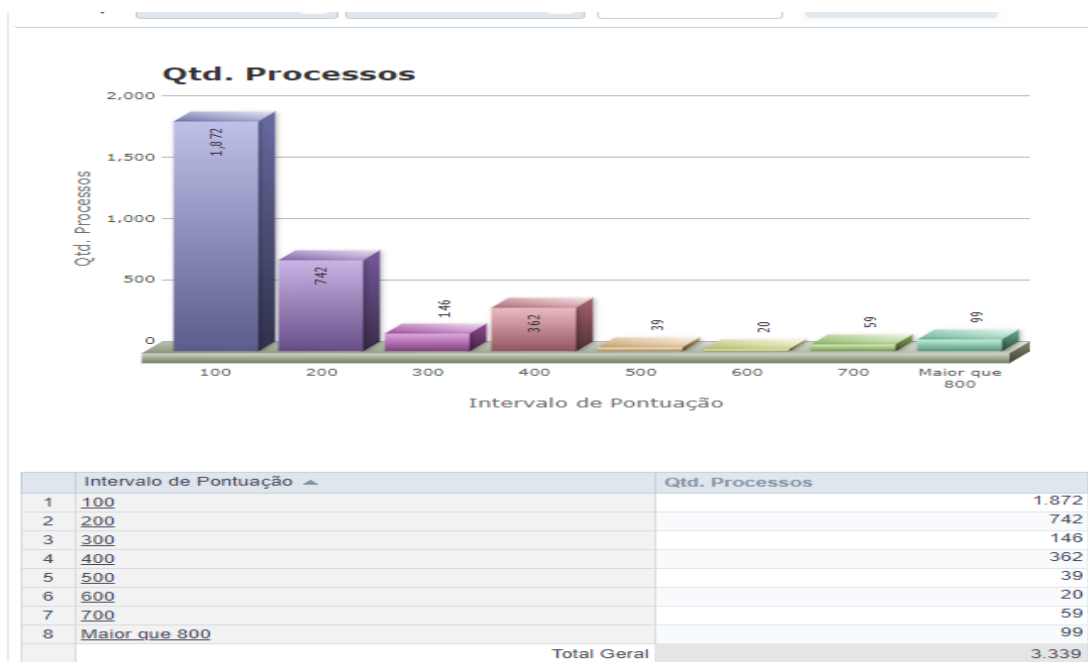 Qtd. Processos
2,000
1,500
1,000
500
0
Qtd. Processos
1,872
742
146
362
39
20
59
99
100 200 300 400 500 600 700 Maior que
800
Intervalo de Pontuação
Intervalo de Pontuação Qtd. Processos
1 100 1.872
2 200 742
3 300 146
4 400 362
5 500 39
6 600 20
7 700 59
8 Maior que 800 99
Total Geral 3.339